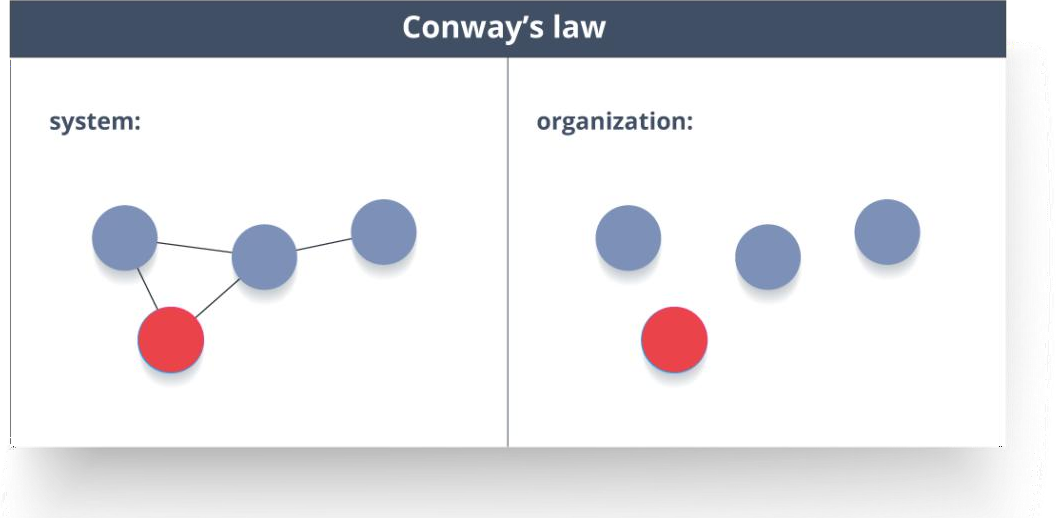 Conway’s law
system:
organization: